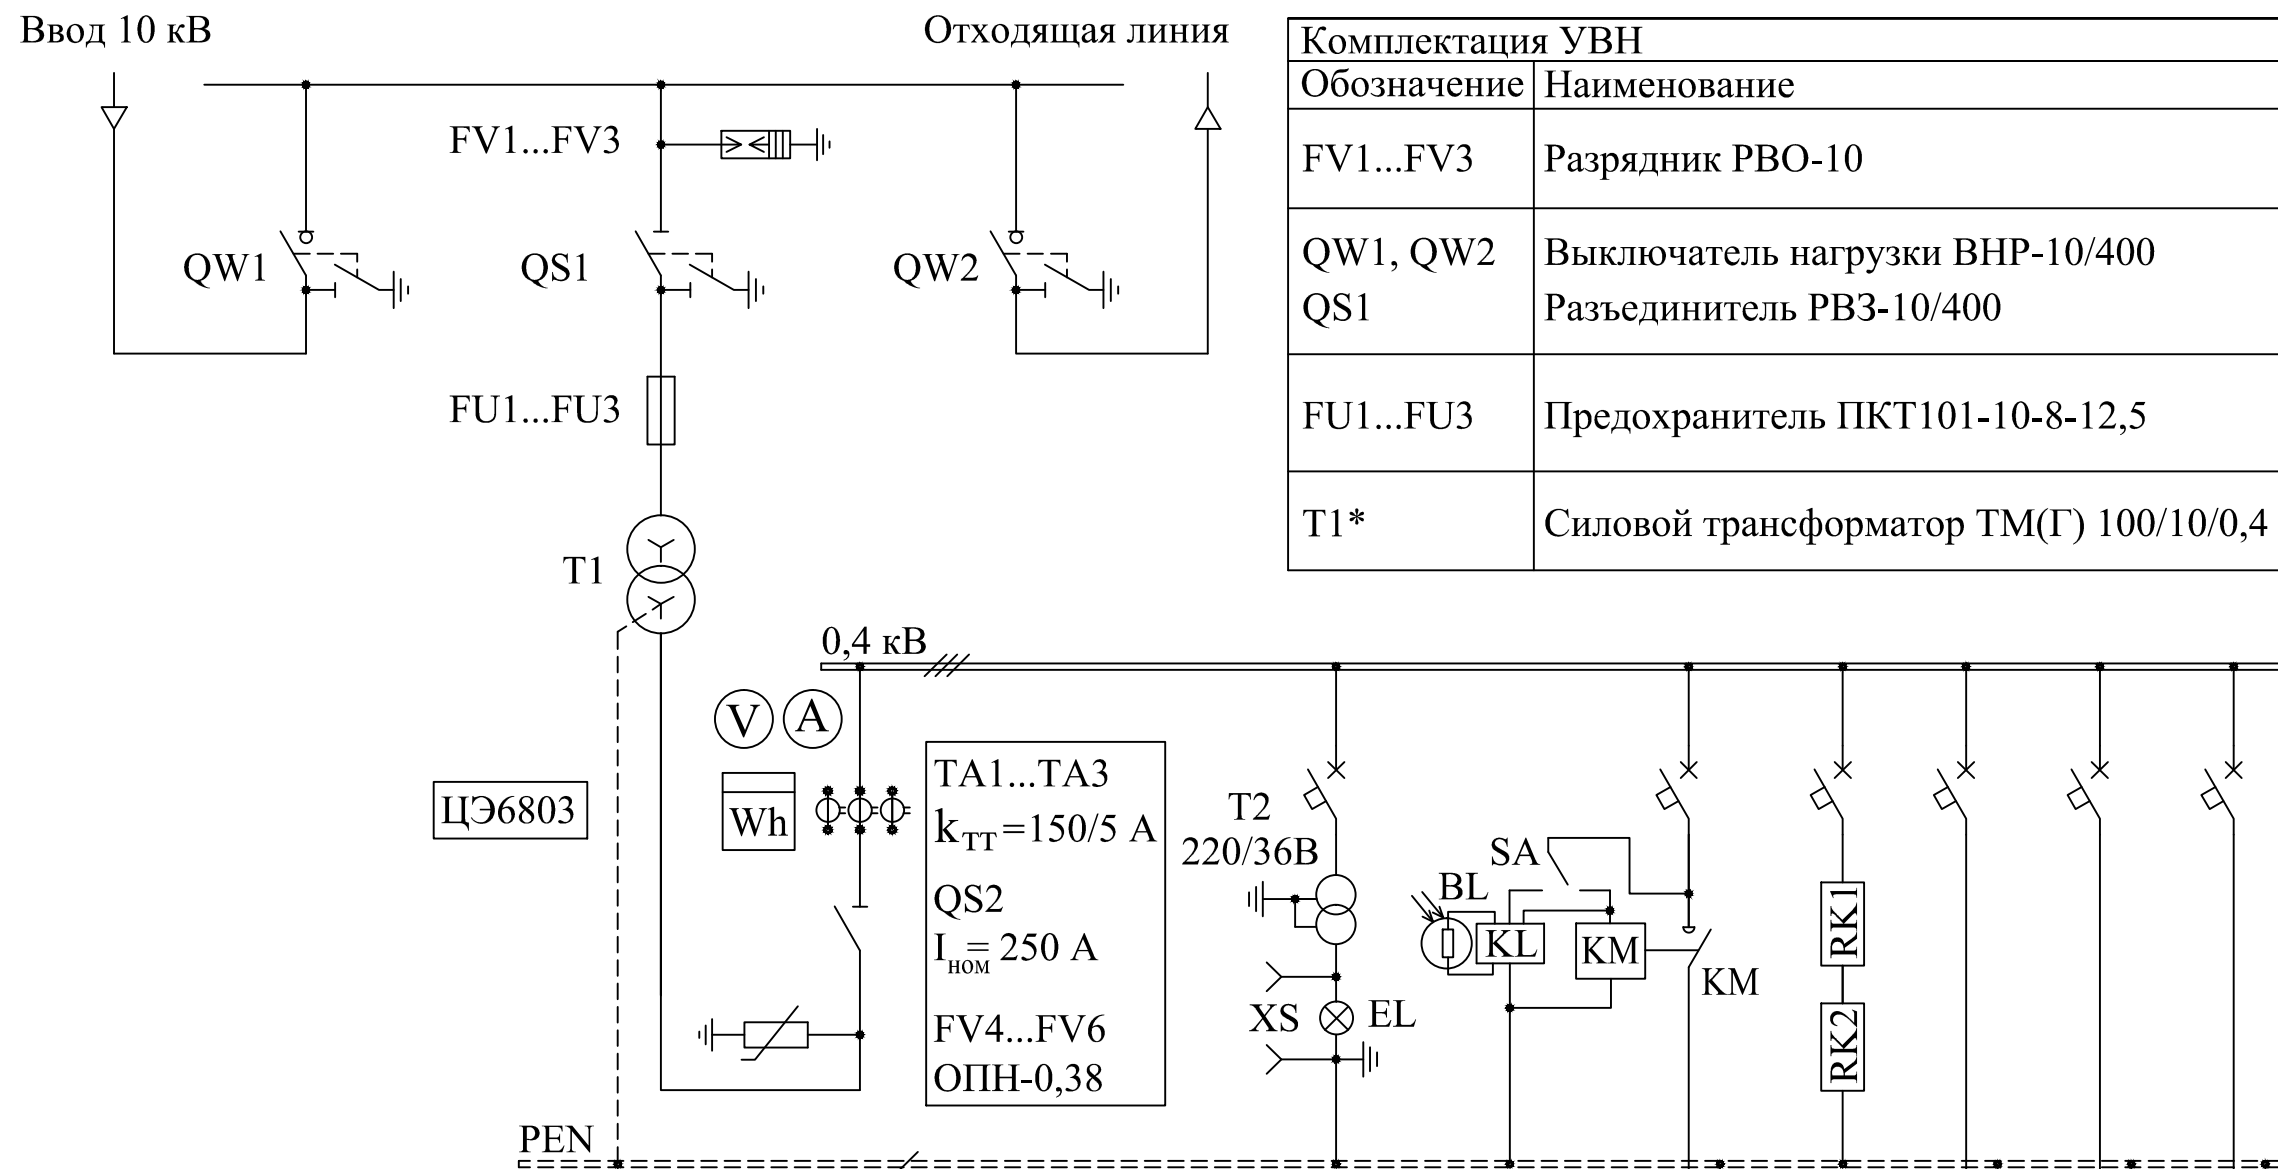 Ввод 10 кВ
Отходящая линия
FV1...FV3
QW1
QS1
QW2
FU1...FU3
T1
Комплектация УВН
Обозначение Наименование
FV1...FV3 Разрядник РВО-10
QW1, QW2 Выключатель нагрузки ВНР-10/400
QS1 Разъединитель РВЗ-10/400
FU1...FU3 Предохранитель ПКТ101-10-8-12,5
T1* Силовой трансформатор ТМ(Г) 100/10/0,4
0,4 кВ
V A
ЦЭ6803
Wh
TA1...TA3
kТТ=150/5 А
QS2
Iном= 250 А
FV4...FV6
ОПН-0,38
T2
220/36В
XS
EL
SA
BL
KL
KM
KM
RK1
RK2
PEN